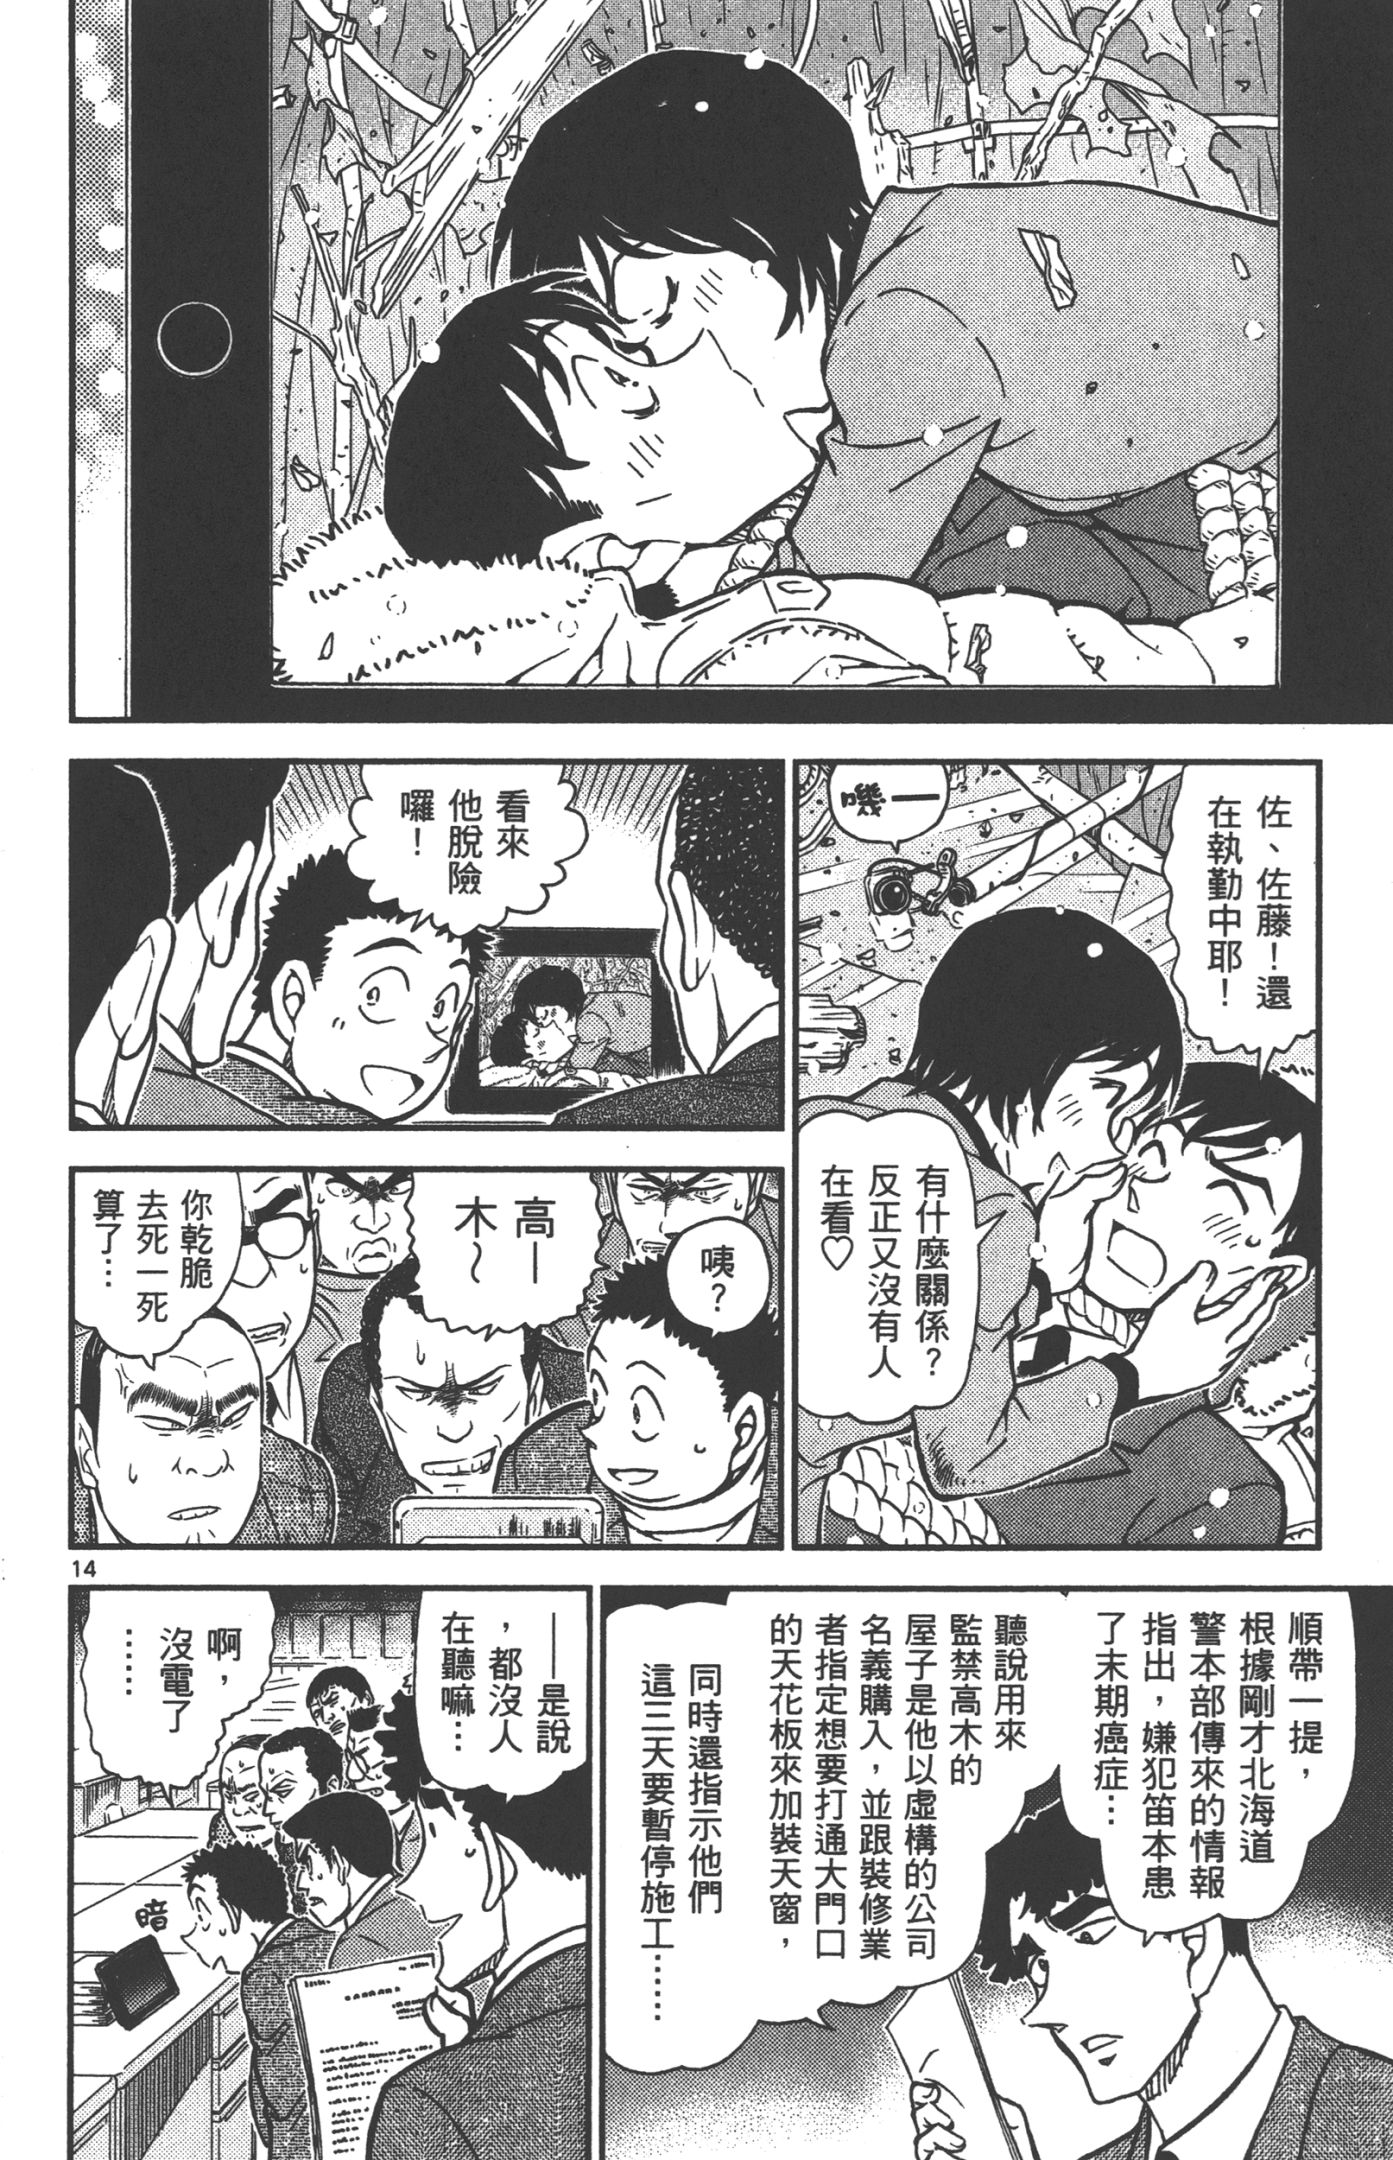 佐、佐藤！還
在執勤中耶！
嘰——
有什麼關係？
反正又沒有人
在看♡
看來
他脫險
囉！
咦？
高—
木～
你乾脆
去死一死
算了…
14
順帶一提，
根據剛才北海道
警本部傳來的情報
指出，嫌犯笛本患
了末期癌症…
聽說用來
監禁高木的
屋子是他以虛構的公司
名義購入，並跟裝修業
者指定想要打通大門口
的天花板來加裝天窗，
同時還指示他們
這三天要暫停施工……
——是說
，都沒人
在聽嘛…
啊，
沒電了
……
暗